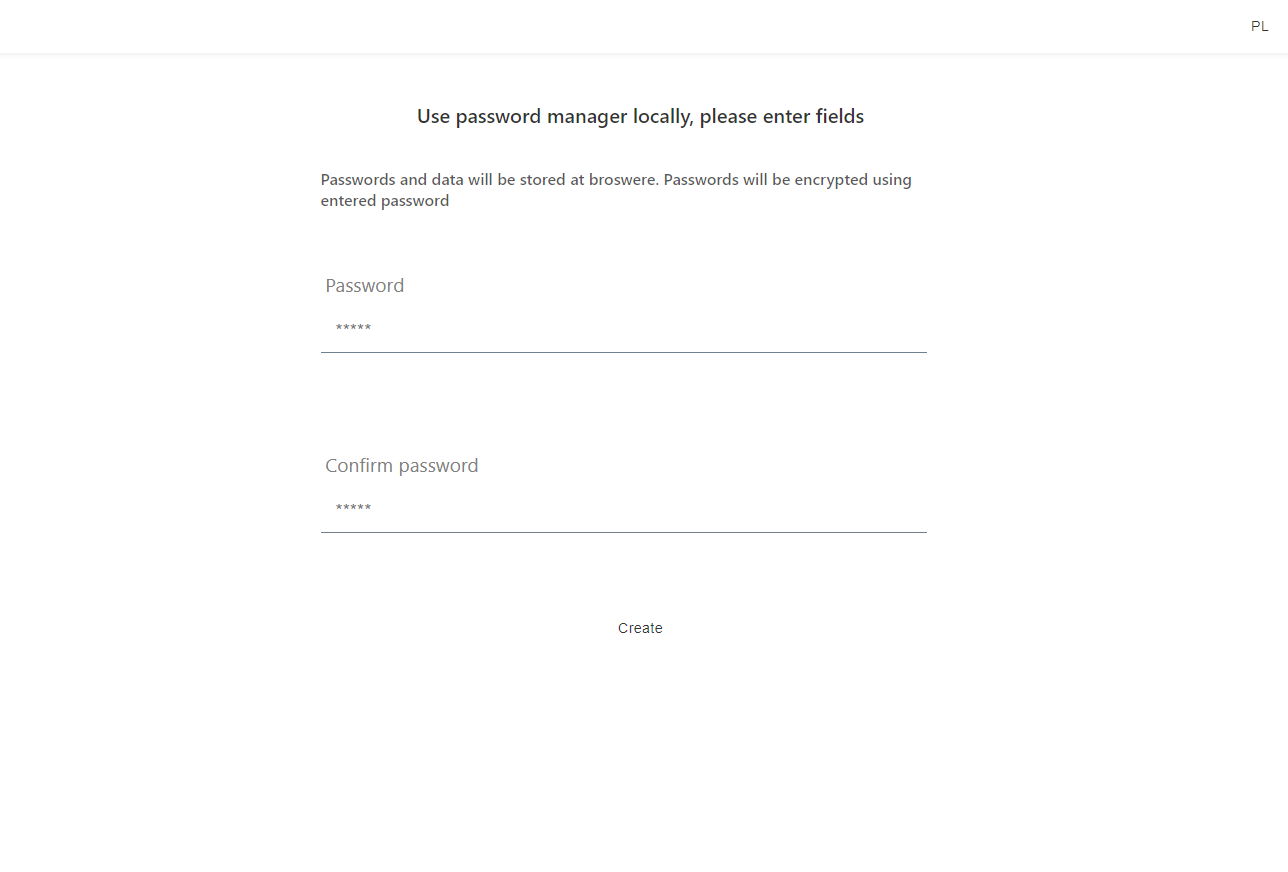 PL
Use password manager locally, please enter fields
Passwords and data will be stored at broswere. Passwords will be encrypted using
entered password
Password
*****
Confirm password
*****
Create